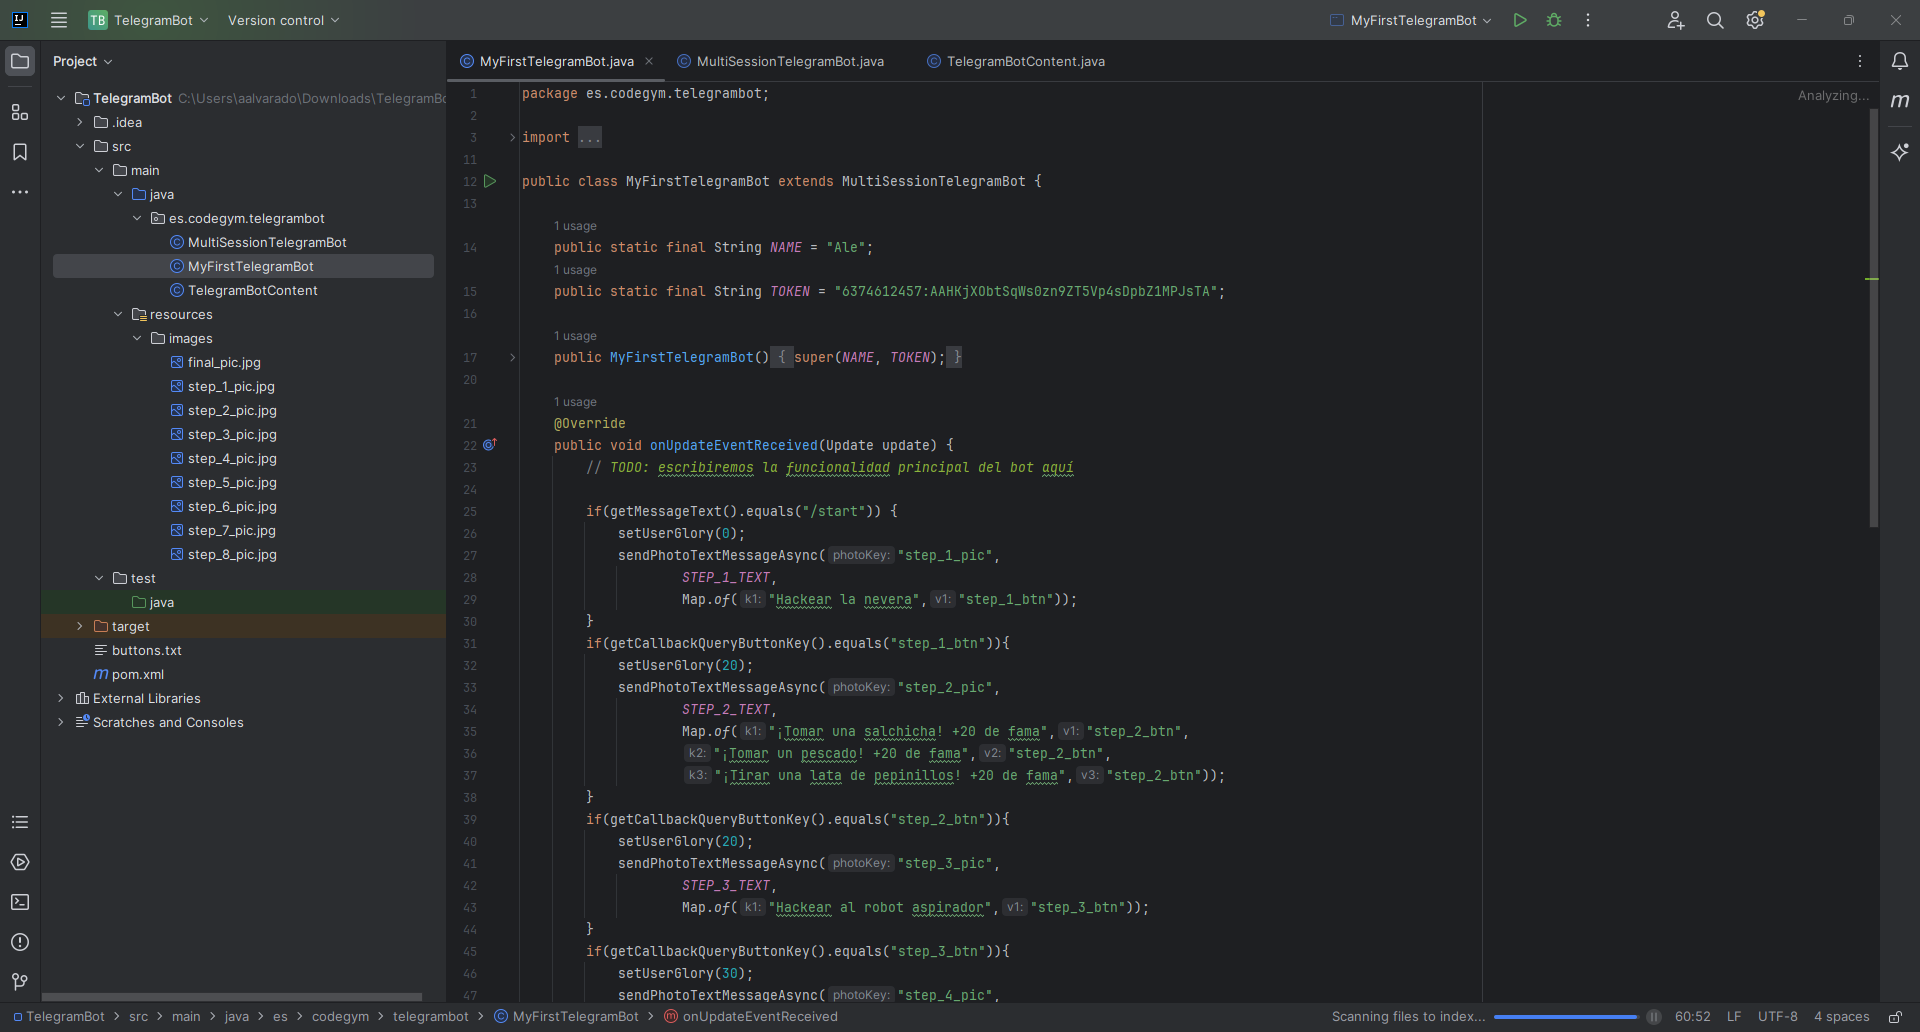 TB TelegramBot Version control MyFirstTelegramBot
Project
MyFirstTelegramBot.java MultiSessionTelegramBot.java TelegramBotContent.java
TelegramBot C:\Users\aalvarado\Downloads\TelegramBo
.idea
src
main
java
es.codegym.telegrambot
MultiSessionTelegramBot
MyFirstTelegramBot
TelegramBotContent
resources
images
final_pic.jpg
step_1_pic.jpg
step_2_pic.jpg
step_3_pic.jpg
step_4_pic.jpg
step_5_pic.jpg
step_6_pic.jpg
step_7_pic.jpg
step_8_pic.jpg
test
java
target
buttons.txt
pom.xml
External Libraries
Scratches and Consoles
Analyzing...
1 package es.codegym.telegrambot;
2
3 import ...
11
12 public class MyFirstTelegramBot extends MultiSessionTelegramBot {
13
1 usage
14 public static final String NAME = "Ale";
1 usage
15 public static final String TOKEN = "6374612457:AAHKjXObtSqWs0zn9ZT5Vp4sDpbZ1MPJsTA";
16
1 usage
17 public MyFirstTelegramBot() { super(NAME, TOKEN); }
20
1 usage
21 @Override
22 public void onUpdateEventReceived(Update update) {
23 // TODO: escribiremos la funcionalidad principal del bot aquí
24
25 if(getMessageText().equals("/start")) {
26 setUserGlory(0);
27 sendPhotoTextMessageAsync( photoKey: "step_1_pic",
28 STEP_1_TEXT,
29 Map.of( k1: "Hackear la nevera", v1: "step_1_btn"));
30 }
31 if(getCallbackQueryButtonKey().equals("step_1_btn")){
32 setUserGlory(20);
33 sendPhotoTextMessageAsync( photoKey: "step_2_pic",
34 STEP_2_TEXT,
35 Map.of( k1: "¡Tomar una salchicha! +20 de fama", v1: "step_2_btn",
36 k2: "¡Tomar un pescado! +20 de fama", v2: "step_2_btn",
37 k3: "¡Tirar una lata de pepinillos! +20 de fama", v3: "step_2_btn"));
38 }
39 if(getCallbackQueryButtonKey().equals("step_2_btn")){
40 setUserGlory(20);
41 sendPhotoTextMessageAsync( photoKey: "step_3_pic",
42 STEP_3_TEXT,
43 Map.of( k1: "Hackear al robot aspirador", v1: "step_3_btn"));
44 }
45 if(getCallbackQueryButtonKey().equals("step_3_btn")){
46 setUserGlory(30);
47 sendPhotoTextMessageAsync( photoKey: "step_4_pic",
TelegramBot > src > main > java > es > codegym > telegrambot > MyFirstTelegramBot > onUpdateEventReceived Scanning files to index... 60:52 LF UTF-8 4 spaces